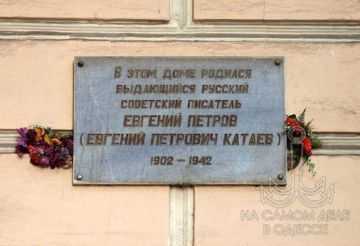 В ЭТОМ ДОМЕ РОДИЛСЯ
ВЫДАЮЩИЙСЯ РУССКИЙ
СОВЕТСКИЙ ПИСАТЕЛЬ
ЕВГЕНИЙ ПЕТРОВ
(ЕВГЕНИЙ ПЕТРОВИЧ КАТАЕВ)
1902 — 1942
НА САМОМ ДЕЛЕ
В ОДЕССЕ